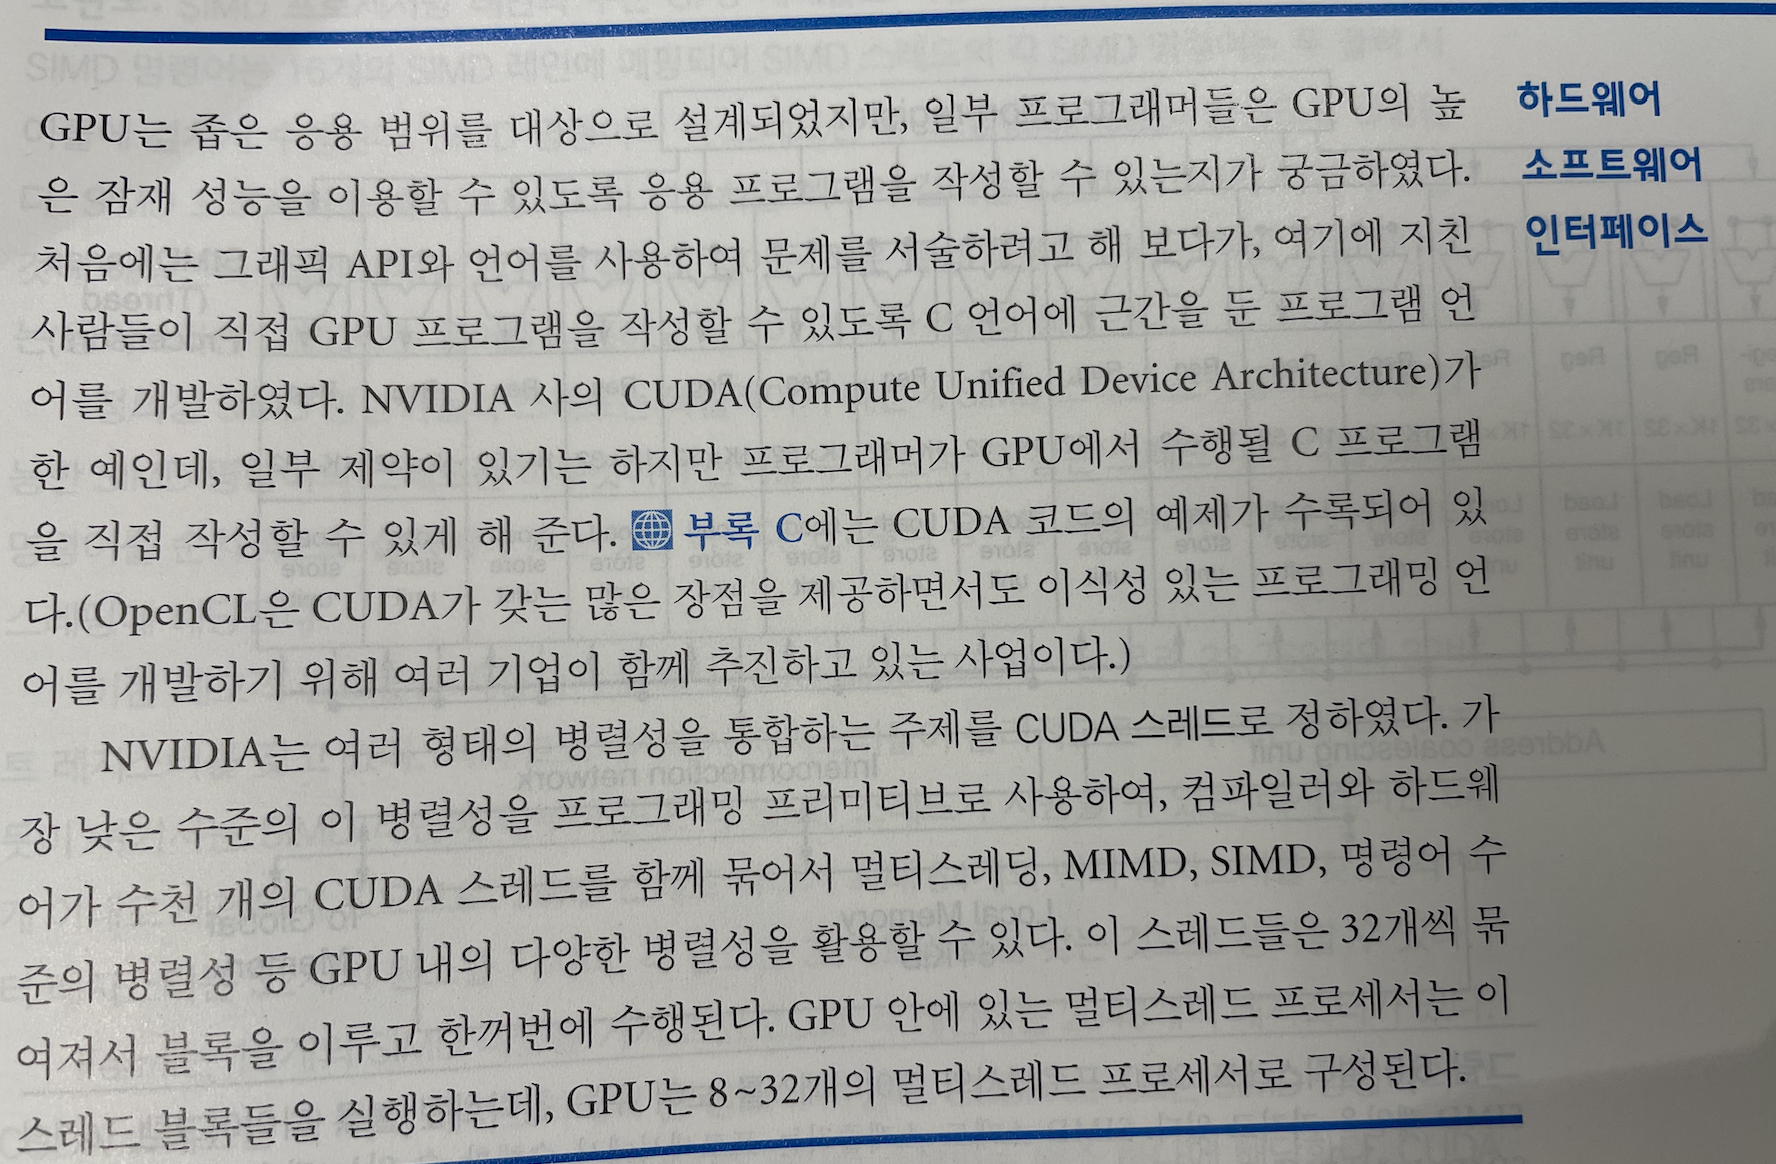 GPU는 좁은 응용 범위를 대상으로 설계되었지만, 일부 프로그래머들은 GPU의 높
은 잠재 성능을 이용할 수 있도록 응용 프로그램을 작성할 수 있는지가 궁금하였다.
처음에는 그래픽 API와 언어를 사용하여 문제를 서술하려고 해 보다가, 여기에 지친
사람들이 직접 GPU 프로그램을 작성할 수 있도록 C 언어에 근간을 둔 프로그램 언
어를 개발하였다. NVIDIA 사의 CUDA(Compute Unified Device Architecture)가
한 예인데, 일부 제약이 있기는 하지만 프로그래머가 GPU에서 수행될 C 프로그램
을 직접 작성할 수 있게 해 준다. 부록 C에는 CUDA 코드의 예제가 수록되어 있
다.(OpenCL은 CUDA가 갖는 많은 장점을 제공하면서도 이식성 있는 프로그래밍 언
어를 개발하기 위해 여러 기업이 함께 추진하고 있는 사업이다.)
NVIDIA는 여러 형태의 병렬성을 통합하는 주제를 CUDA 스레드로 정하였다. 가
장 낮은 수준의 이 병렬성을 프로그래밍 프리미티브로 사용하여, 컴파일러와 하드웨
어가 수천 개의 CUDA 스레드를 함께 묶어서 멀티스레딩, MIMD, SIMD, 명령어 수
준의 병렬성 등 GPU 내의 다양한 병렬성을 활용할 수 있다. 이 스레드들은 32개씩 묶
여져서 블록을 이루고 한꺼번에 수행된다. GPU 안에 있는 멀티스레드 프로세서는 이
스레드 블록들을 실행하는데, GPU는 8~32개의 멀티스레드 프로세서로 구성된다.
하드웨어
소프트웨어
인터페이스